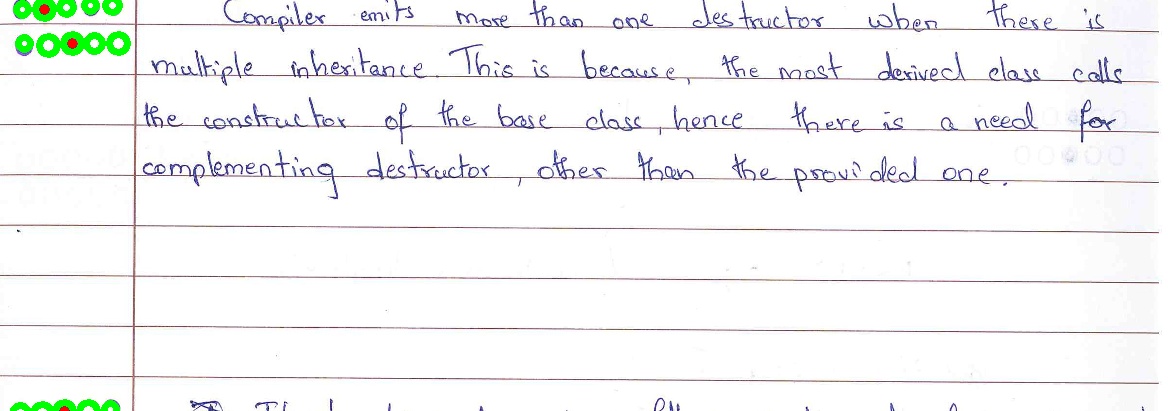 Compiler emits more than one destructor when there is
multiple inheritance. This is because, the most derived class calls
the constructor of the base class, hence there is a need for
complementing destructor, other than the provided one.